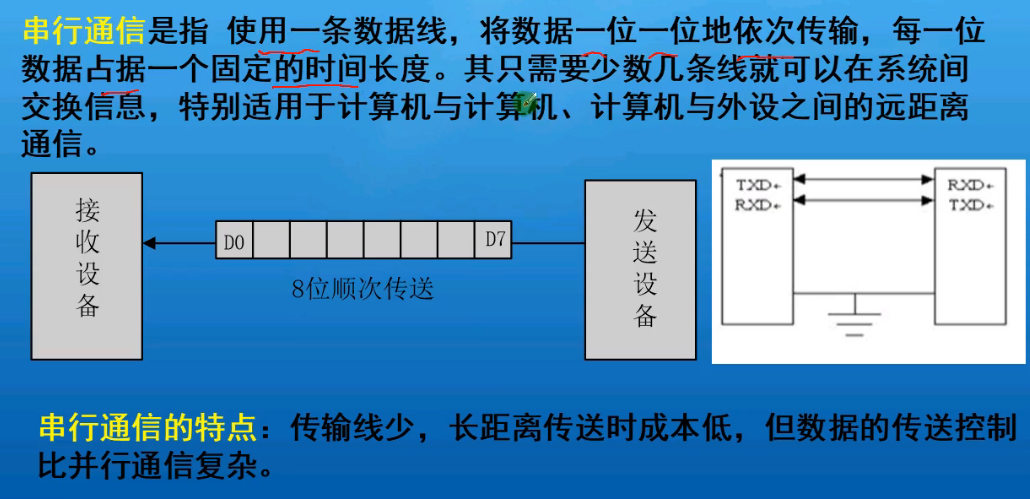 串行通信是指 使用一条数据线，将数据一位一位地依次传输，每一位
数据占据一个固定的时间长度。其只需要少数几条线就可以在系统间
交换信息，特别适用于计算机与计算机、计算机与外设之间的远距离
通信。
接收设备
D0
D7
8位顺次传送
发送设备
TXD←
RXD←
RXD←
TXD←
串行通信的特点：传输线少，长距离传送时成本低，但数据的传送控制
比并行通信复杂。